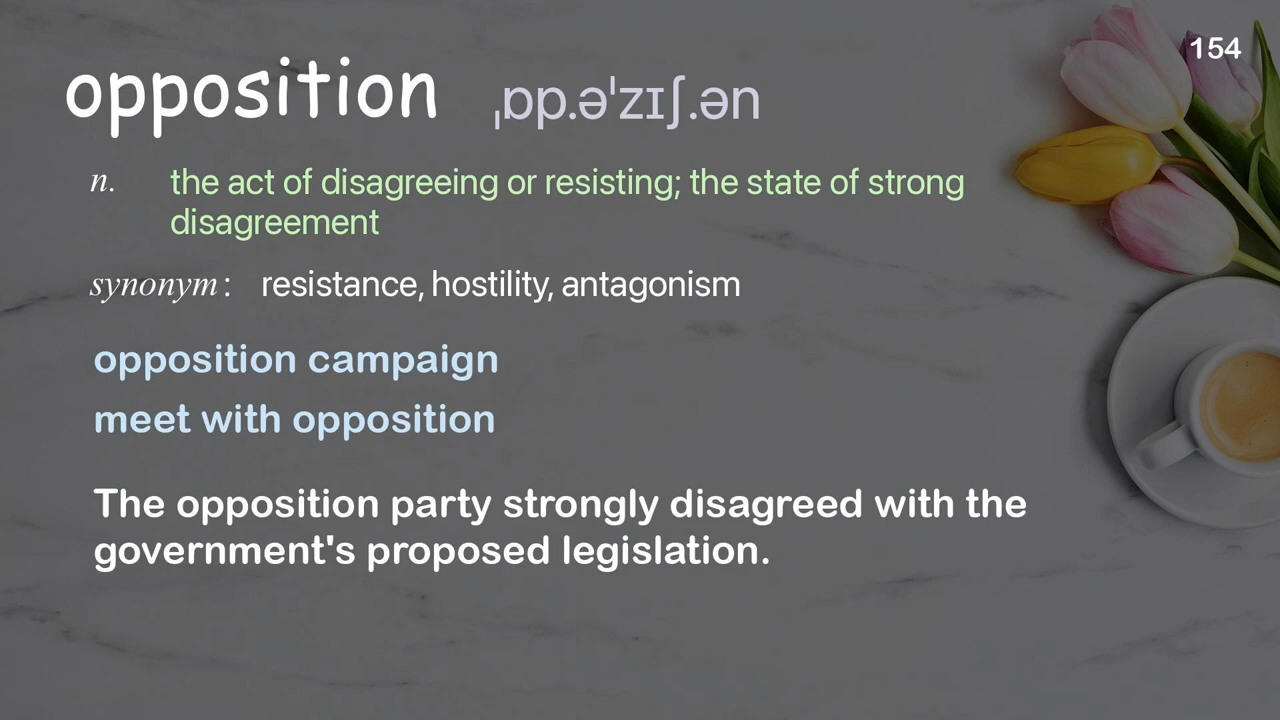 154
opposition ˌɒp.əˈzɪʃ.ən
n. the act of disagreeing or resisting; the state of strong
disagreement
synonym: resistance, hostility, antagonism
opposition campaign
meet with opposition
The opposition party strongly disagreed with the
government's proposed legislation.